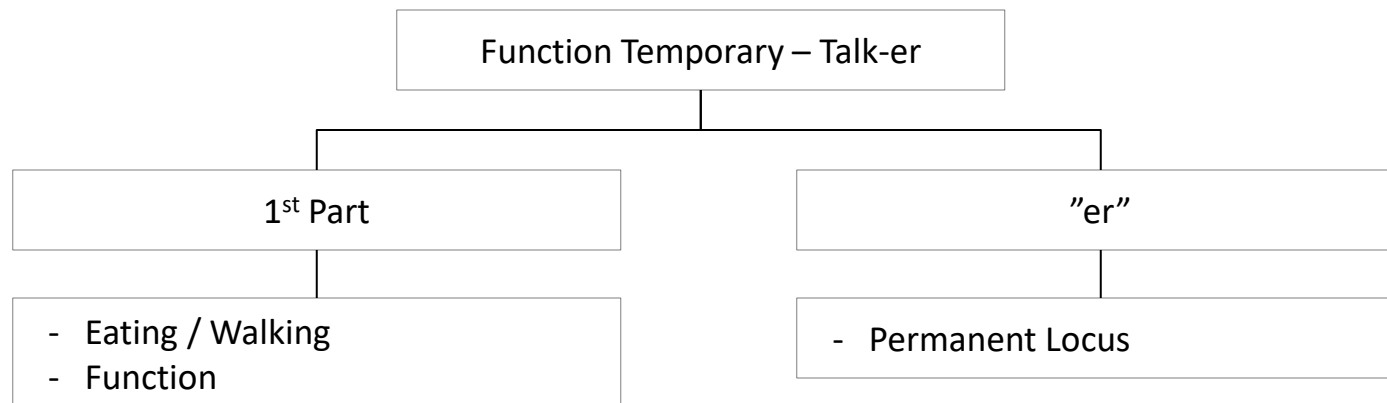 Function Temporary – Talk-er
1st Part
”er”
- Eating / Walking
- Function
- Permanent Locus